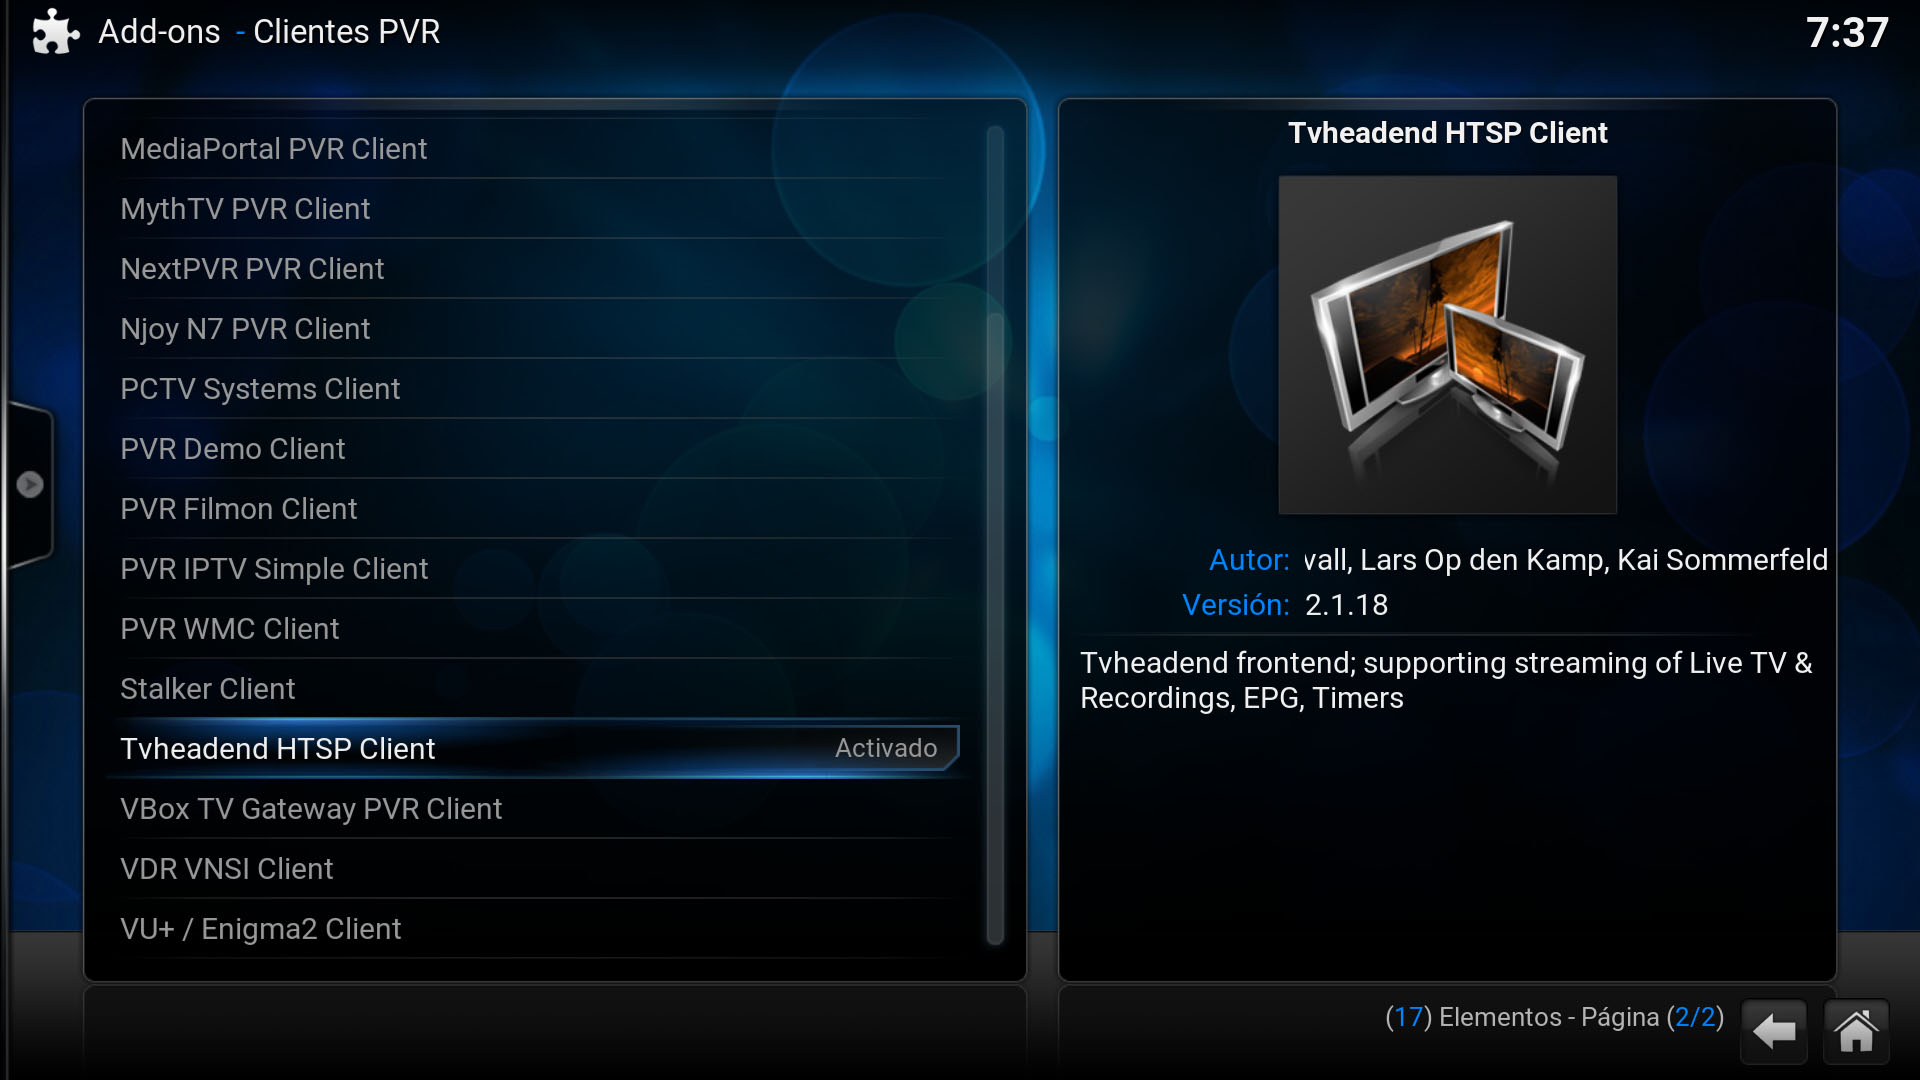 Add-ons - Clientes PVR
7:37
MediaPortal PVR Client
MythTV PVR Client
NextPVR PVR Client
Njoy N7 PVR Client
PCTV Systems Client
PVR Demo Client
PVR Filmon Client
PVR IPTV Simple Client
PVR WMC Client
Stalker Client
Tvheadend HTSP Client Activado
VBox TV Gateway PVR Client
VDR VNSI Client
VU+ / Enigma2 Client
Tvheadend HTSP Client
Autor: vall, Lars Op den Kamp, Kai Sommerfeld
Versión: 2.1.18
Tvheadend frontend; supporting streaming of Live TV &
Recordings, EPG, Timers
(17) Elementos - Página (2/2)